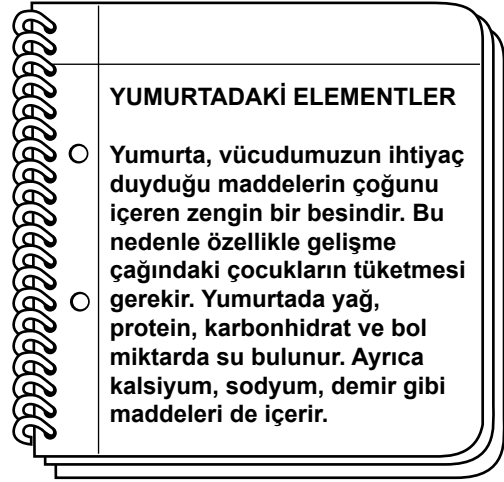 YUMURTADAKİ ELEMENTLER
Yumurta, vücudumuzun ihtiyaç
duyduğu maddelerin çoğunu
içeren zengin bir besindir. Bu
nedenle özellikle gelişme
çağındaki çocukların tüketmesi
gerekir. Yumurtada yağ,
protein, karbonhidrat ve bol
miktarda su bulunur. Ayrıca
kalsiyum, sodyum, demir gibi
maddeleri de içerir.